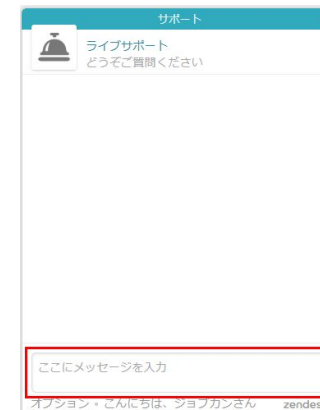 サポート
ライブサポート
どうぞご質問ください
ここにメッセージを入力
オプション・こんにちは、ジョブカンさん zendes